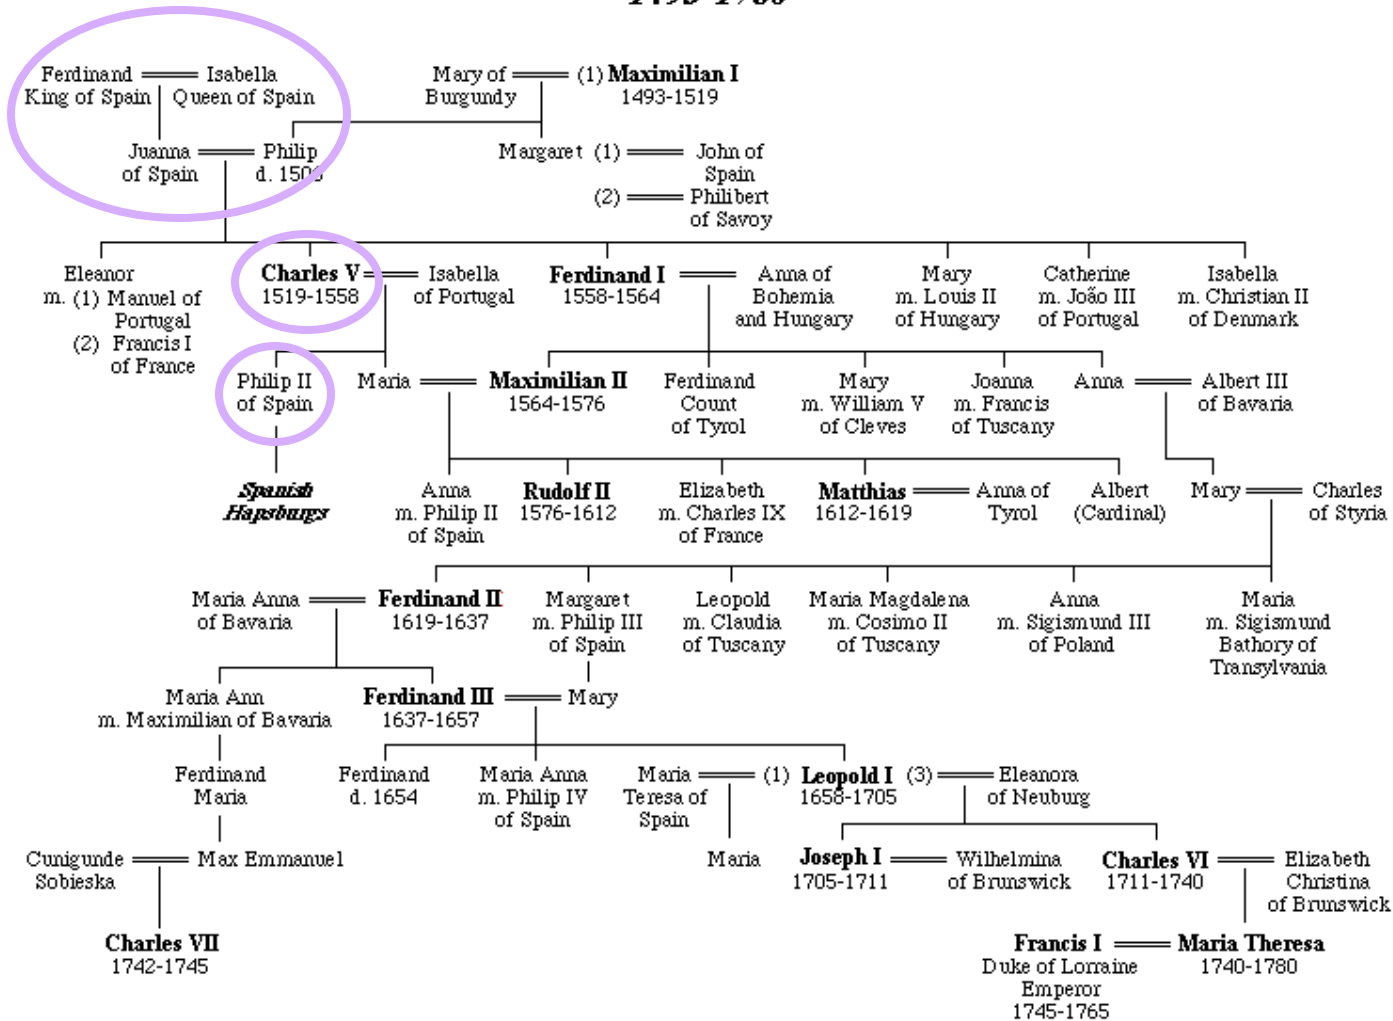 Ferdinand Isabella Mary of (1) Maximilian I
King of Spain Queen of Spain Burgundy 1493-1519
Juanna Philip Margaret (1) John of
of Spain d. 1506 Spain
(2) Philibert
of Savoy
Eleanor Charles V Isabella Ferdinand I Anna of Mary Catherine Isabella
m. (1) Manuel of 1519-1558 of Portugal 1558-1564 Bohemia m. Louis II m. João III m. Christian II
Portugal and Hungary of Hungary of Portugal of Denmark
(2) Francis I
of France
Philip II Maria Maximilian II Ferdinand Mary Joanna Anna Albert III
of Spain 1564-1576 Count m. William V m. Francis of Bavaria
of Tyrol of Cleves of Tuscany
Spanish Anna Rudolf II Elizabeth Matthias Anna of Albert Mary Charles
Hapsburgs m. Philip II 1576-1612 m. Charles IX 1612-1619 Tyrol (Cardinal) of Styria
of Spain of France
Maria Anna Ferdinand II Margaret Leopold Maria Magdalena Anna Maria
of Bavaria 1619-1637 m. Philip III m. Claudia m. Cosimo II m. Sigismund III m. Sigismund
of Spain of Tuscany of Tuscany of Poland Bathory of
Transylvania
Maria Ann Ferdinand III Mary
m. Maximilian of Bavaria 1637-1657
Ferdinand Ferdinand Maria Anna Maria (1) Leopold I (3) Eleanora
Maria d. 1654 m. Philip IV Teresa of 1658-1705 of Neuburg
of Spain Spain
Cunigunde Max Emmanuel Maria Joseph I Wilhelmina Charles VI Elizabeth
Sobieska 1705-1711 of Brunswick 1711-1740 Christina
of Brunswick
Charles VII Francis I Maria Theresa
1742-1745 Duke of Lorraine 1740-1780
Emperor
1745-1765